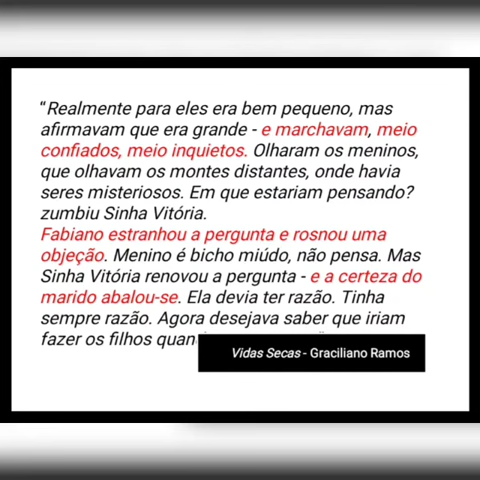 “Realmente para eles era bem pequeno, mas
afirmavam que era grande - e marchavam, meio
confiados, meio inquietos. Olharam os meninos,
que olhavam os montes distantes, onde havia
seres misteriosos. Em que estariam pensando?
zumbiu Sinha Vitória.
Fabiano estranhou a pergunta e rosnou uma
objeção. Menino é bicho miúdo, não pensa. Mas
Sinha Vitória renovou a pergunta - e a certeza do
marido abalou-se. Ela devia ter razão. Tinha
sempre razão. Agora desejava saber que iriam
fazer os filhos
Vidas Secas - Graciliano Ramos